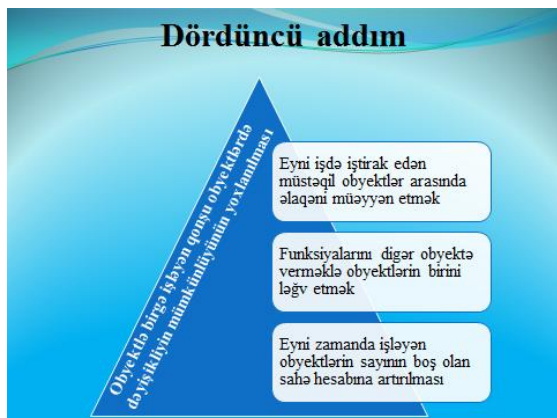 Dördüncü addım
Obyektlə birgə işləyən qonşu obyektlərdə
dəyişikliyin mümkünlüyünün yoxlanılması
Eyni işdə iştirak edən
müstəqil obyektlər arasında
əlaqəni müəyyən etmək
Funksiyalarını digər obyektə
verməklə obyektlərin birini
ləğv etmək
Eyni zamanda işləyən
obyektlərin sayının boş olan
sahə hesabına artırılması